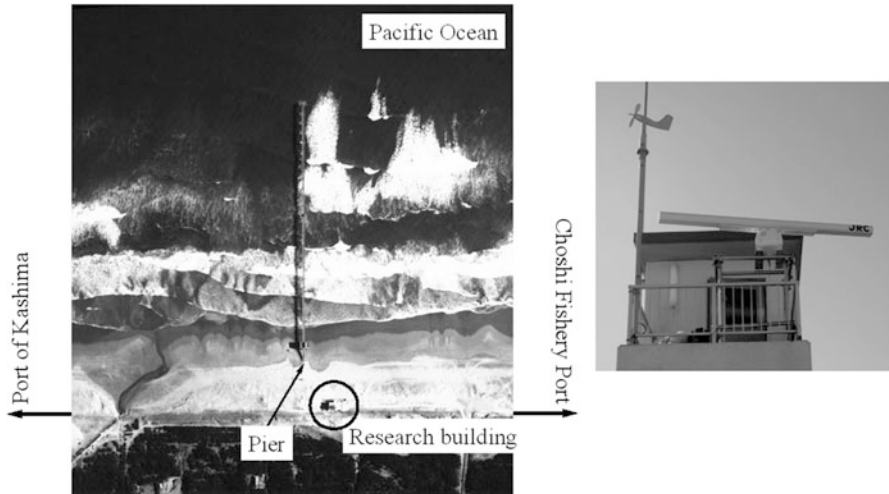 Pacific Ocean
Port of Kashima
Choshi Fishery Port
JRC
Pier
Research building